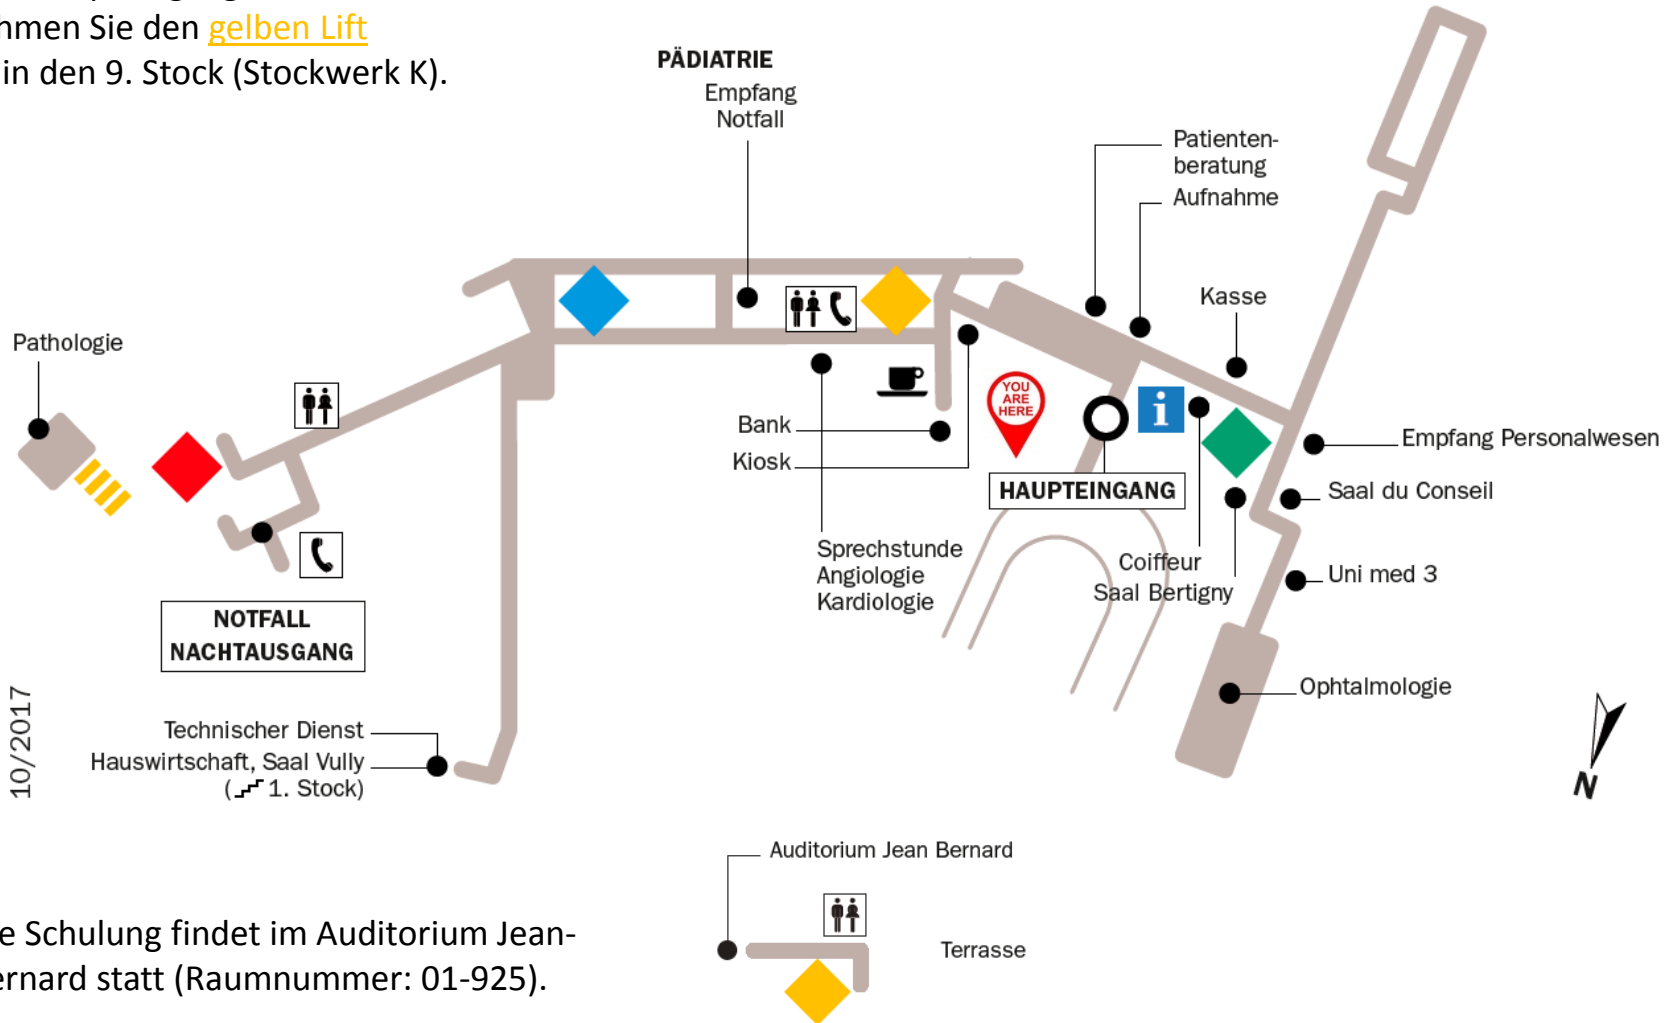 hmen Sie den gelben Lift
in den 9. Stock (Stockwerk K).
PÄDIATRIE
Empfang
Notfall
Patienten-
beratung
Aufnahme
Kasse
Pathologie
YOU
ARE
HERE
i
Bank
Kiosk
HAUPTEINGANG
Empfang Personalwesen
Saal du Conseil
Sprechstunde
Angiologie
Kardiologie
Coiffeur
Saal Bertigny
Uni med 3
NOTFALL
NACHTAUSGANG
Ophtalmologie
10/2017
Technischer Dienst
Hauswirtschaft, Saal Vully
( 1. Stock)
N
Auditorium Jean Bernard
Terrasse
e Schulung findet im Auditorium Jean-
ernard statt (Raumnummer: 01-925).